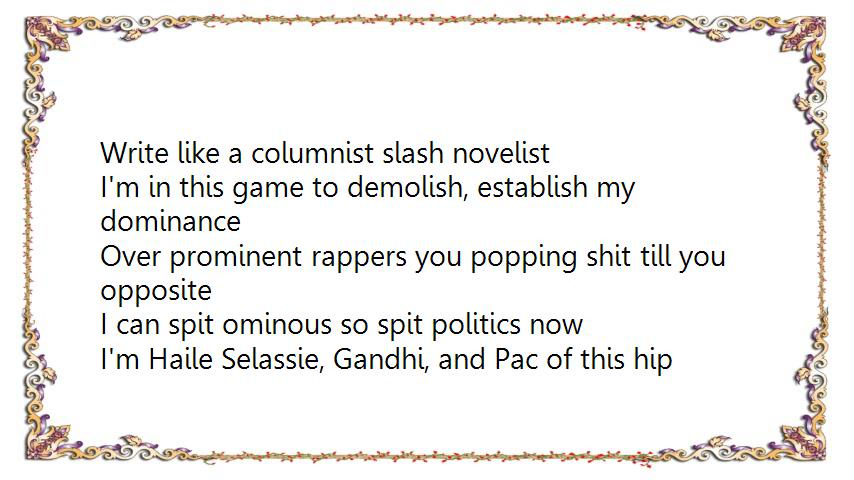 Write like a columnist slash novelist
I'm in this game to demolish, establish my
dominance
Over prominent rappers you popping shit till you
opposite
I can spit ominous so spit politics now
I'm Haile Selassie, Gandhi, and Pac of this hip